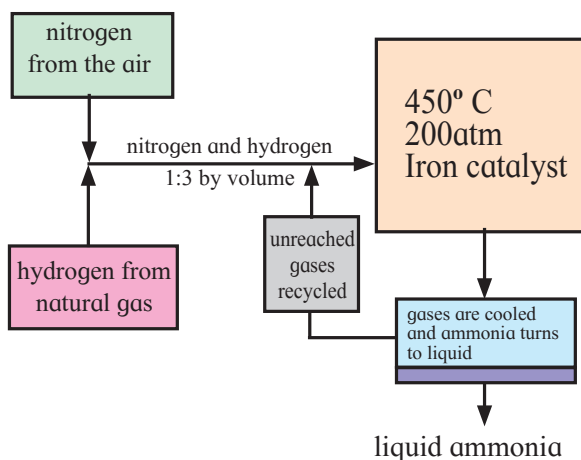 nitrogen
from the air
nitrogen and hydrogen
1:3 by volume
hydrogen from
natural gas
450º C
200atm
Iron catalyst
unreached
gases
recycled
gases are cooled
and ammonia turns
to liquid
liquid ammonia